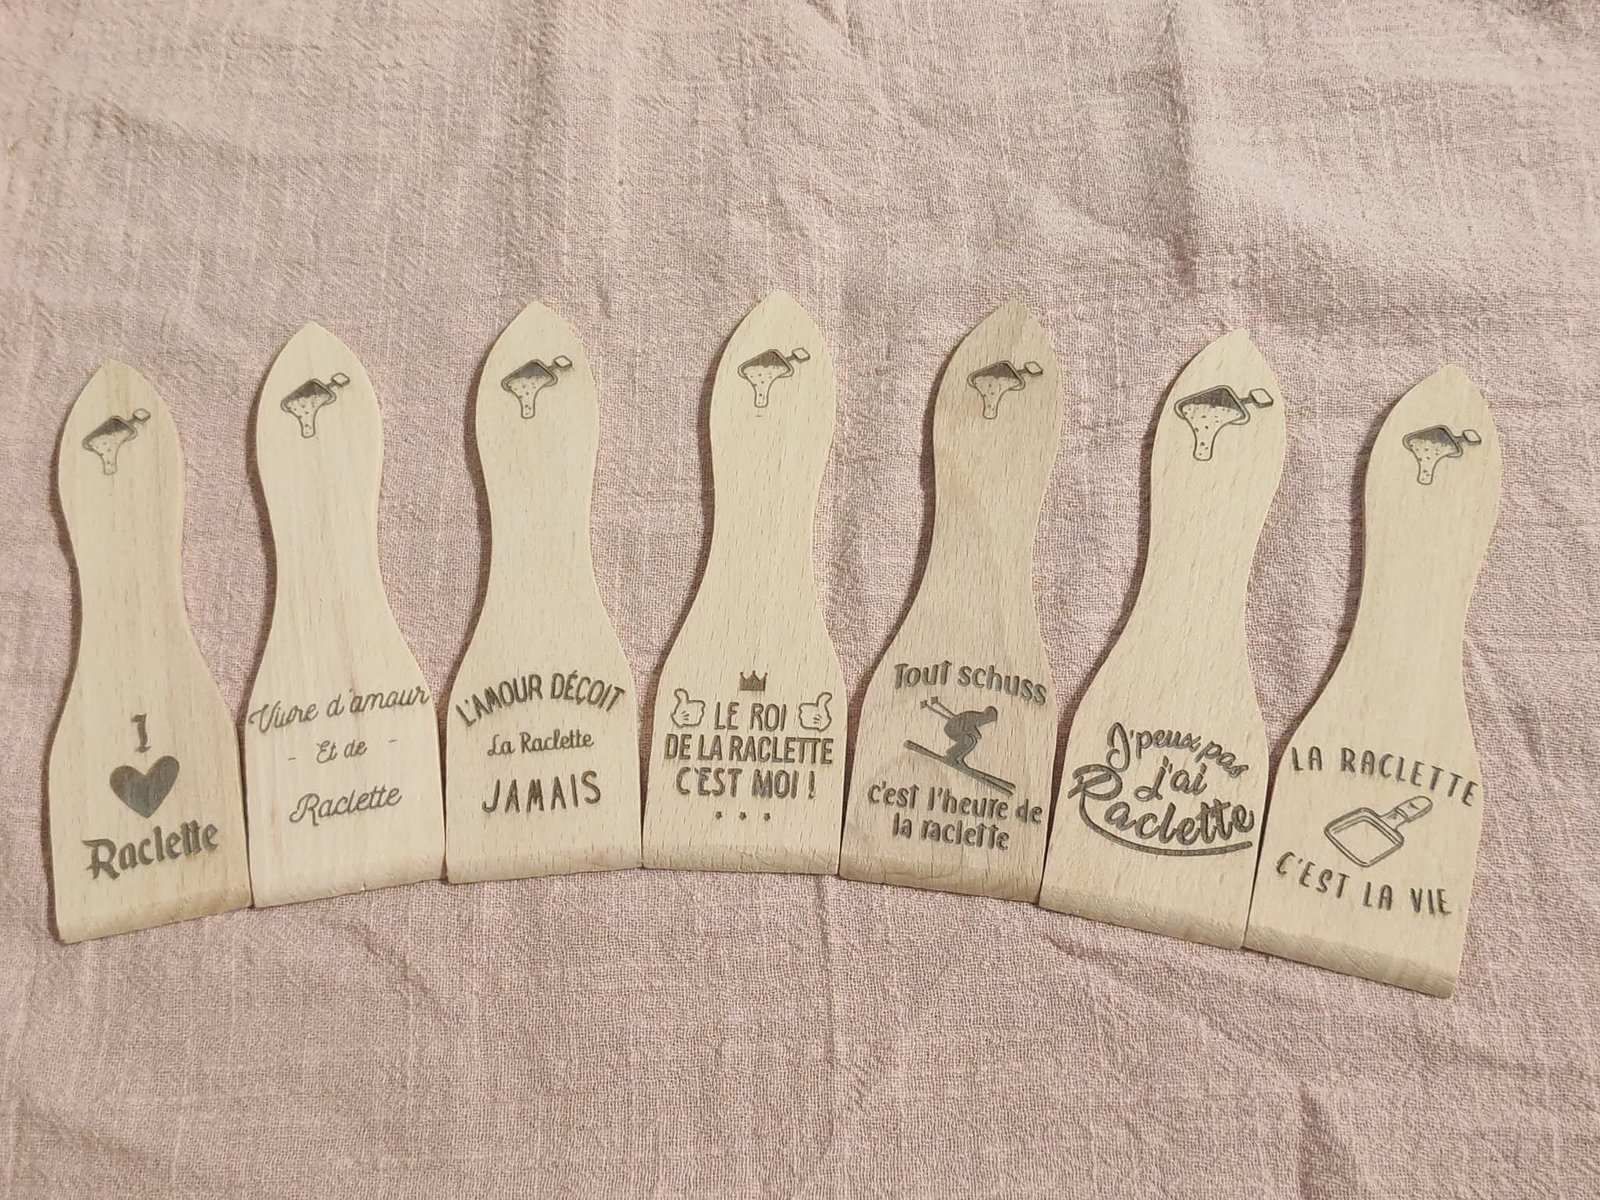 I
Raclette
Vivre d'amour
- Et de -
Raclette
L'AMOUR DÉÇOIT
La Raclette
JAMAIS
LE ROI
DE LA RACLETTE
C'EST MOI !
Tout schuss
c'est l'heure de
la raclette
J'peux pas
j'ai
Raclette
LA RACLETTE
C'EST LA VIE